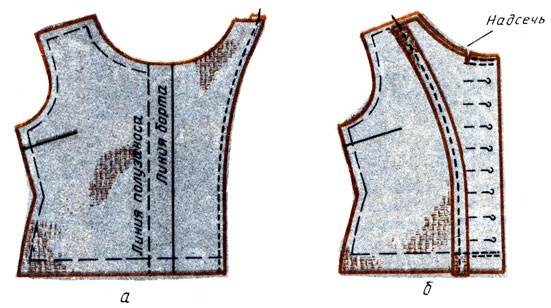 Надсечь
Линия полузаноса
Линия борта
а
б